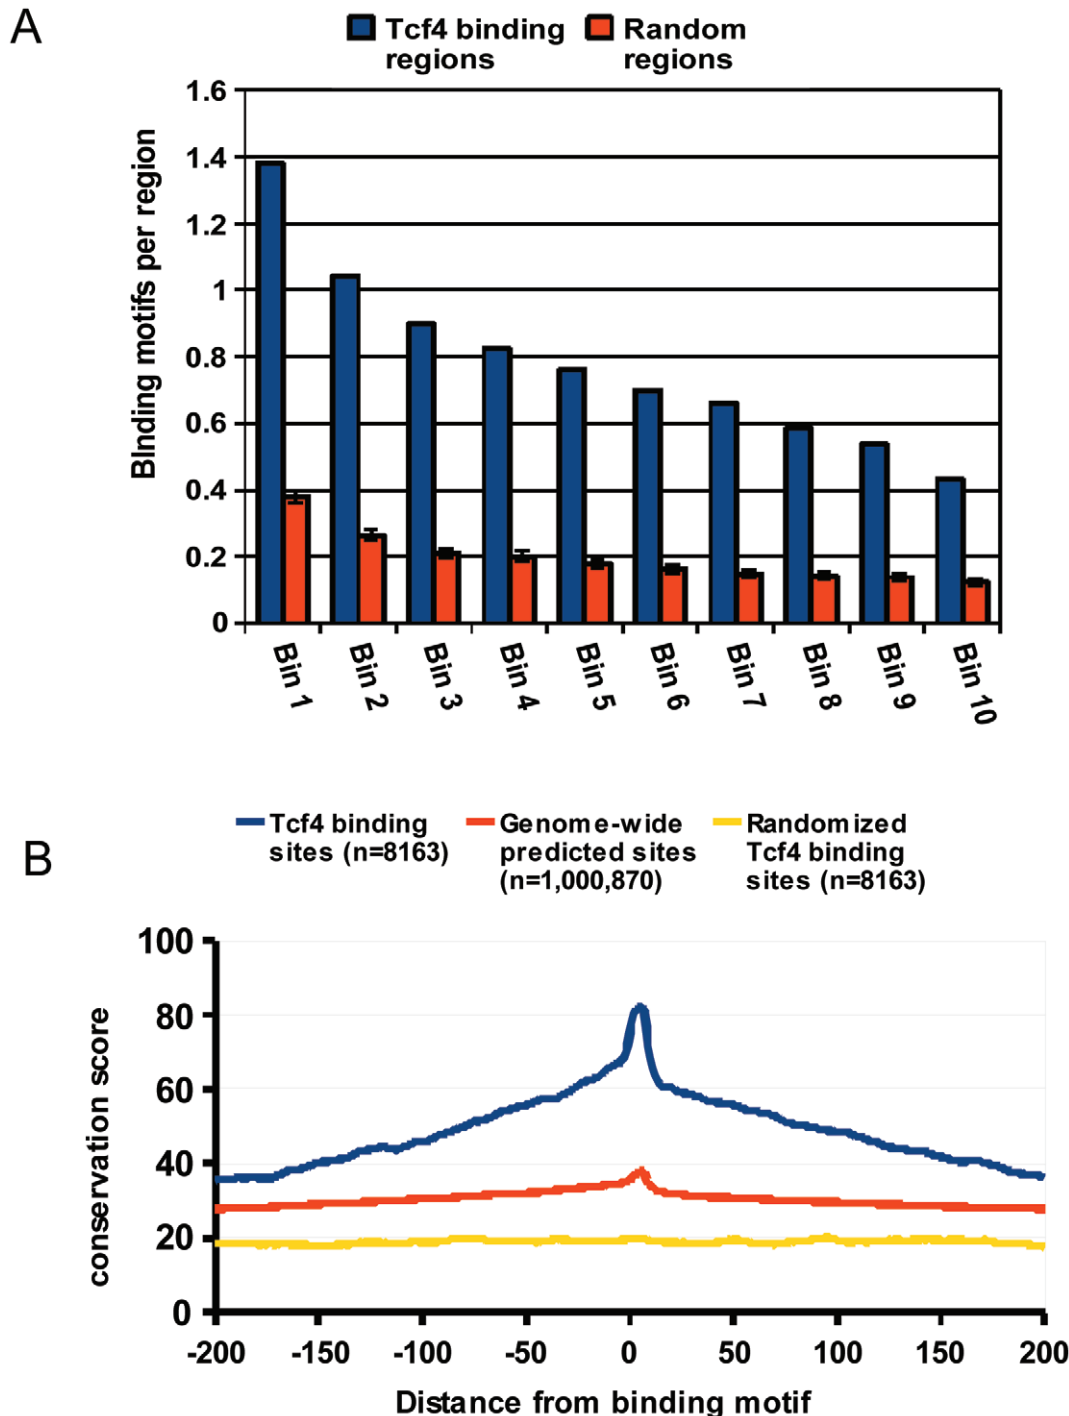 A
Tcf4 binding regions
Random regions
BInding motifs per region
1.6
1.4
1.2
1
0.8
0.6
0.4
0.2
0
Bin 1
Bin 2
Bin 3
Bin 4
Bin 5
Bin 6
Bin 7
Bin 8
Bin 9
Bin 10
B
Tcf4 binding
sites (n=8163)
Genome-wide
predicted sites
(n=1,000,870)
Randomized
Tcf4 binding
sites (n=8163)
conservation score
100
80
60
40
20
0
-200 -150 -100 -50 0 50 100 150 200
Distance from binding motif